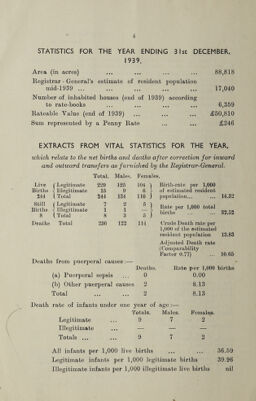 4
STATISTICS FOR THE YEAR ENDING 31st DECEMBER,
1939.
Area (in acres) ... ... ... ... 88,818
Registrar-General's estimate of resident population
mid-1939 ... ... ... ... ... 17,040
Number of inhabited houses (end of 1939) according
to rate-books ... ... ... ... 6,359
Rateable Value (end of 1939) ... ... ... £50,810
Sum represented by a Penny Rate ... ... £246
EXTRACTS FROM VITAL STATISTICS FOR THE YEAR,
which relate to the net births and deaths after correction for inward
and outward transfers as furnished by the Registrar-General.
Total. Males. Females.
Live Legitimate 229 125 104 Birth-rate per 1,000
Births Illegitimate 15 9 6 of estimated resident
244 Total 244 134 110 population... ... 14.32
Still Legitimate 7 2 5 Rate per 1,000 total
Births Illegitimate 1 1 births ... ... 32.52
8 Total 8 3 5
Deaths Total 236 122 114 Crude Death rate per
1,000 of the estimated
resident population 13.85
Adjusted Death rate
(Comparability
Factor 0.77) ... 10.65
Deaths from puerperal causes:—
Deaths. Rate per 1,000 births
(a) Puerperal sepsis ... 0 0.00
(b) Other puerperal causes 2 8.13
Total ... ... 2 8.13
Death rate of infants under one year of age:—
Totals. Males. Females.
Legitimate ... 9 7 2
Illegitimate ... — — —
Totals ... ... 9 7 2
All infants per 1,000 live births ... ... 36.59
Legitimate infants per 1,000 legitimate births 39.96
Illegitimate infants per 1,000 illegitimate live births nil